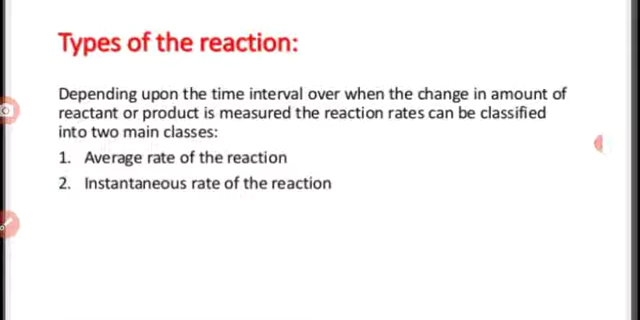 Types of the reaction:
Depending upon the time interval over when the change in amount of
reactant or product is measured the reaction rates can be classified
into two main classes:
1. Average rate of the reaction
2. Instantaneous rate of the reaction